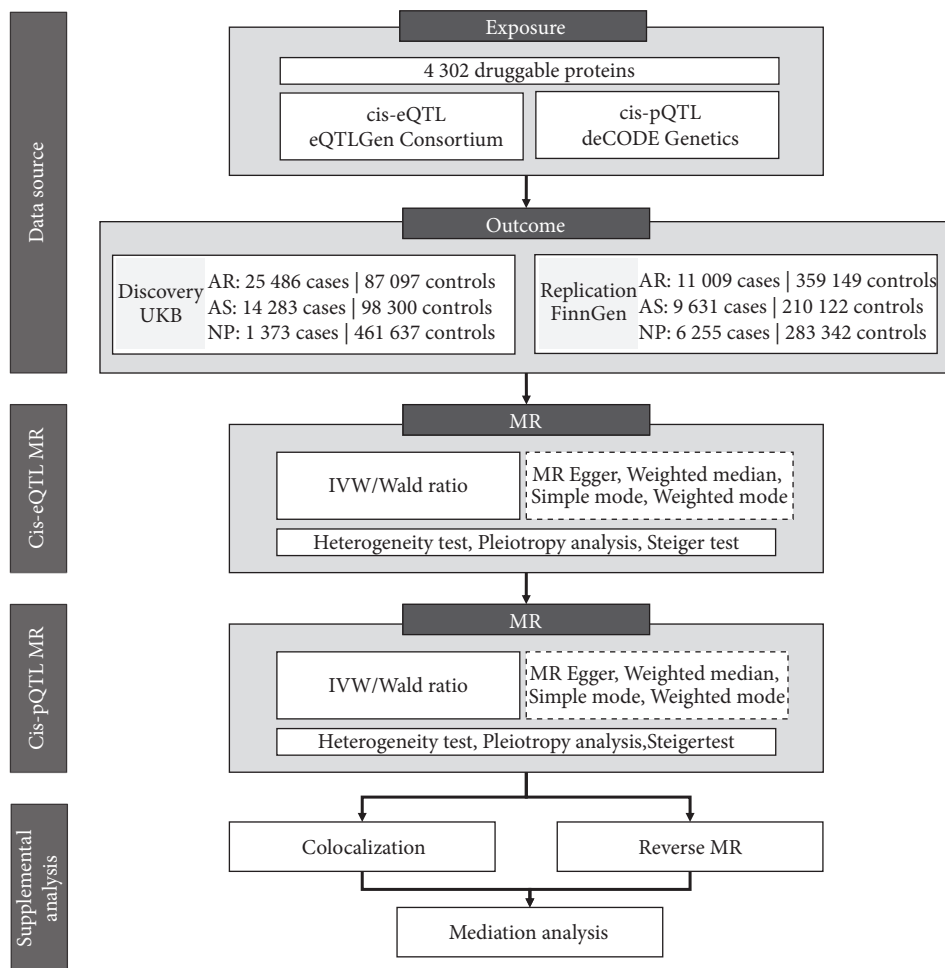 Data source
Exposure
4 302 druggable proteins
cis-eQTL
eQTLGen Consortium
cis-pQTL
deCODE Genetics
Outcome
Discovery
UKB
AR: 25 486 cases | 87 097 controls
AS: 14 283 cases | 98 300 controls
NP: 1 373 cases | 461 637 controls
Replication
FinnGen
AR: 11 009 cases | 359 149 controls
AS: 9 631 cases | 210 122 controls
NP: 6 255 cases | 283 342 controls
Cis-eQTL MR
MR
IVW/Wald ratio
MR Egger, Weighted median,
Simple mode, Weighted mode
Heterogeneity test, Pleiotropy analysis, Steiger test
Cis-pQTL MR
MR
IVW/Wald ratio
MR Egger, Weighted median,
Simple mode, Weighted mode
Heterogeneity test, Pleiotropy analysis,Steigertest
Supplemental
analysis
Colocalization
Reverse MR
Mediation analysis